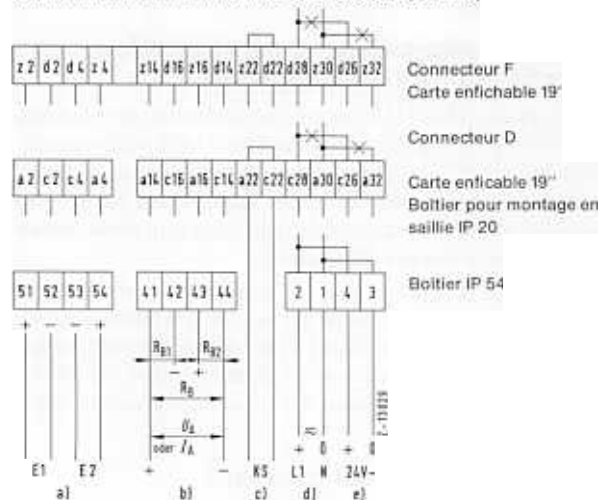 z2 d2 d4 z4 z14 d16 z16 d14 z22 d22 d28 z30 d26 z32
Connecteur F
Carte enfichable 19"
Connecteur D
a2 c2 c4 a4 a14 c16 a16 c14 a22 c22 c28 a30 c26 a32
Carte enficable 19"
Boîtier pour montage en
saillie IP 20
51 52 53 54 41 42 43 44 2 1 4 3
Boîtier IP 54
+ − − +
RB1 RB2
− +
RB
UA
oder IA
+ − + 0 + 0
E1 E2 KS L1 N 24V-
a) b) c) d) e)
Z-13029